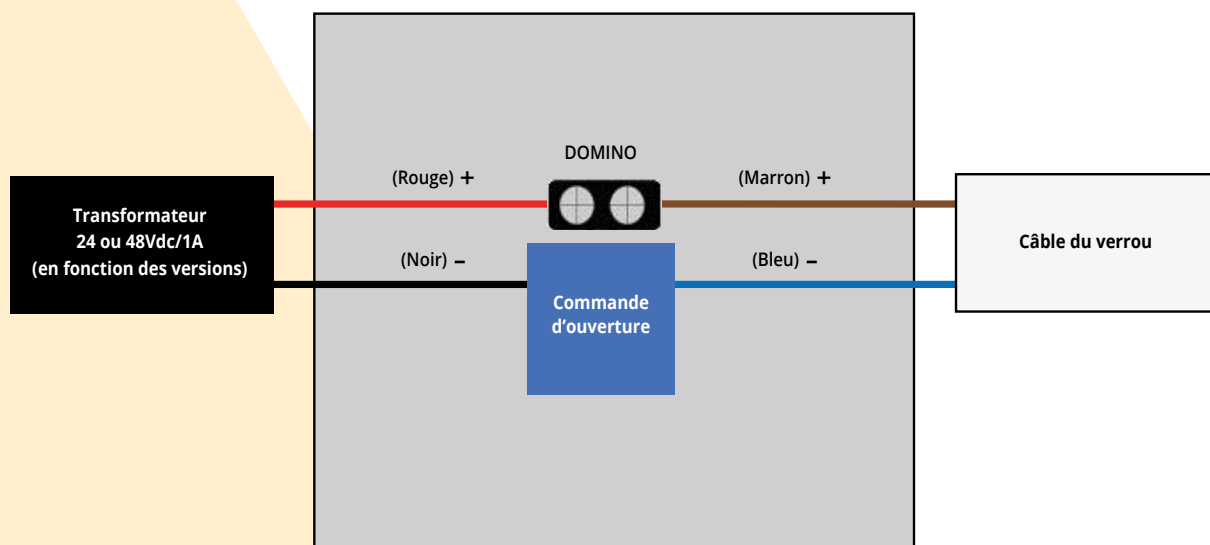 DOMINO
(Rouge) +
(Marron) +
Transformateur
24 ou 48Vdc/1A
(en fonction des versions)
Câble du verrou
(Noir) –
(Bleu) –
Commande
d’ouverture